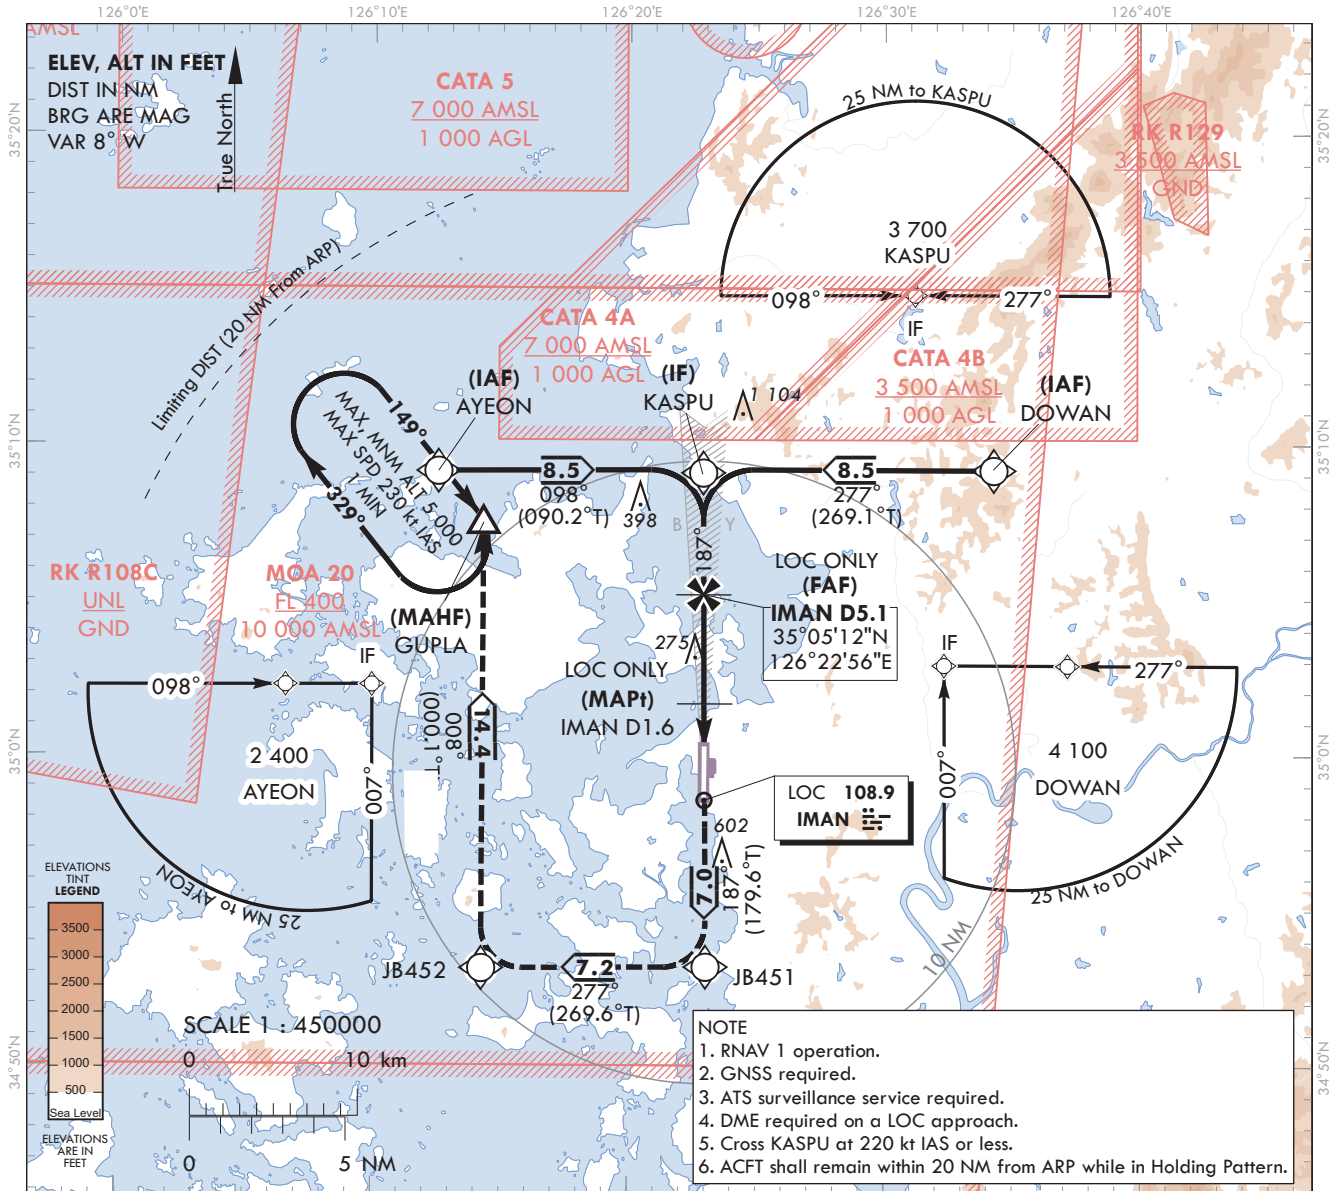 126°0'E
126°10'E
126°20'E
126°30'E
126°40'E
AMSL
ELEV, ALT IN FEET
DIST IN NM
BRG ARE MAG
VAR 8° W
True North
CATA 5
7 000 AMSL
1 000 AGL
25 NM to KASPU
RK R129
3 500 AMSL
GND
35°20'N
35°20'N
3 700
KASPU
098°
277°
IF
Limiting DIST (20 NM From ARP)
CATA 4A
7 000 AMSL
1 000 AGL
CATA 4B
3 500 AMSL
1 000 AGL
(IAF)
AYEON
(IF)
KASPU
1 104
(IAF)
DOWAN
149°
MAX, MNM ALT 5 000
MAX SPD 230 kt IAS
1 MIN
329°
35°10'N
35°10'N
8.5
098°
(090.2°T)
398
8.5
277°
(269.1°T)
B
Y
187°
LOC ONLY
(FAF)
IMAN D5.1
35°05'12"N
126°22'56"E
RK R108C
UNL
GND
MOA 20
FL 400
10 000 AMSL
(MAHF)
GUPLA
275
LOC ONLY
(MAPt)
IMAN D1.6
IF
098°
2 400
AYEON
007°
25 NM to AYEON
14.4
008°
(000.1°T)
IF
277°
4 100
DOWAN
007°
25 NM to DOWAN
35°0'N
35°0'N
LOC 108.9
IMAN
602
7.0
187°
(179.6°T)
10 NM
JB452
7.2
277°
(269.6°T)
JB451
ELEVATIONS
TINT
LEGEND
3500
3000
2500
2000
1500
1000
500
Sea Level
ELEVATIONS
ARE IN
FEET
SCALE 1 : 450000
0 10 km
0 5 NM
34°50'N
34°50'N
NOTE
1. RNAV 1 operation.
2. GNSS required.
3. ATS surveillance service required.
4. DME required on a LOC approach.
5. Cross KASPU at 220 kt IAS or less.
6. ACFT shall remain within 20 NM from ARP while in Holding Pattern.